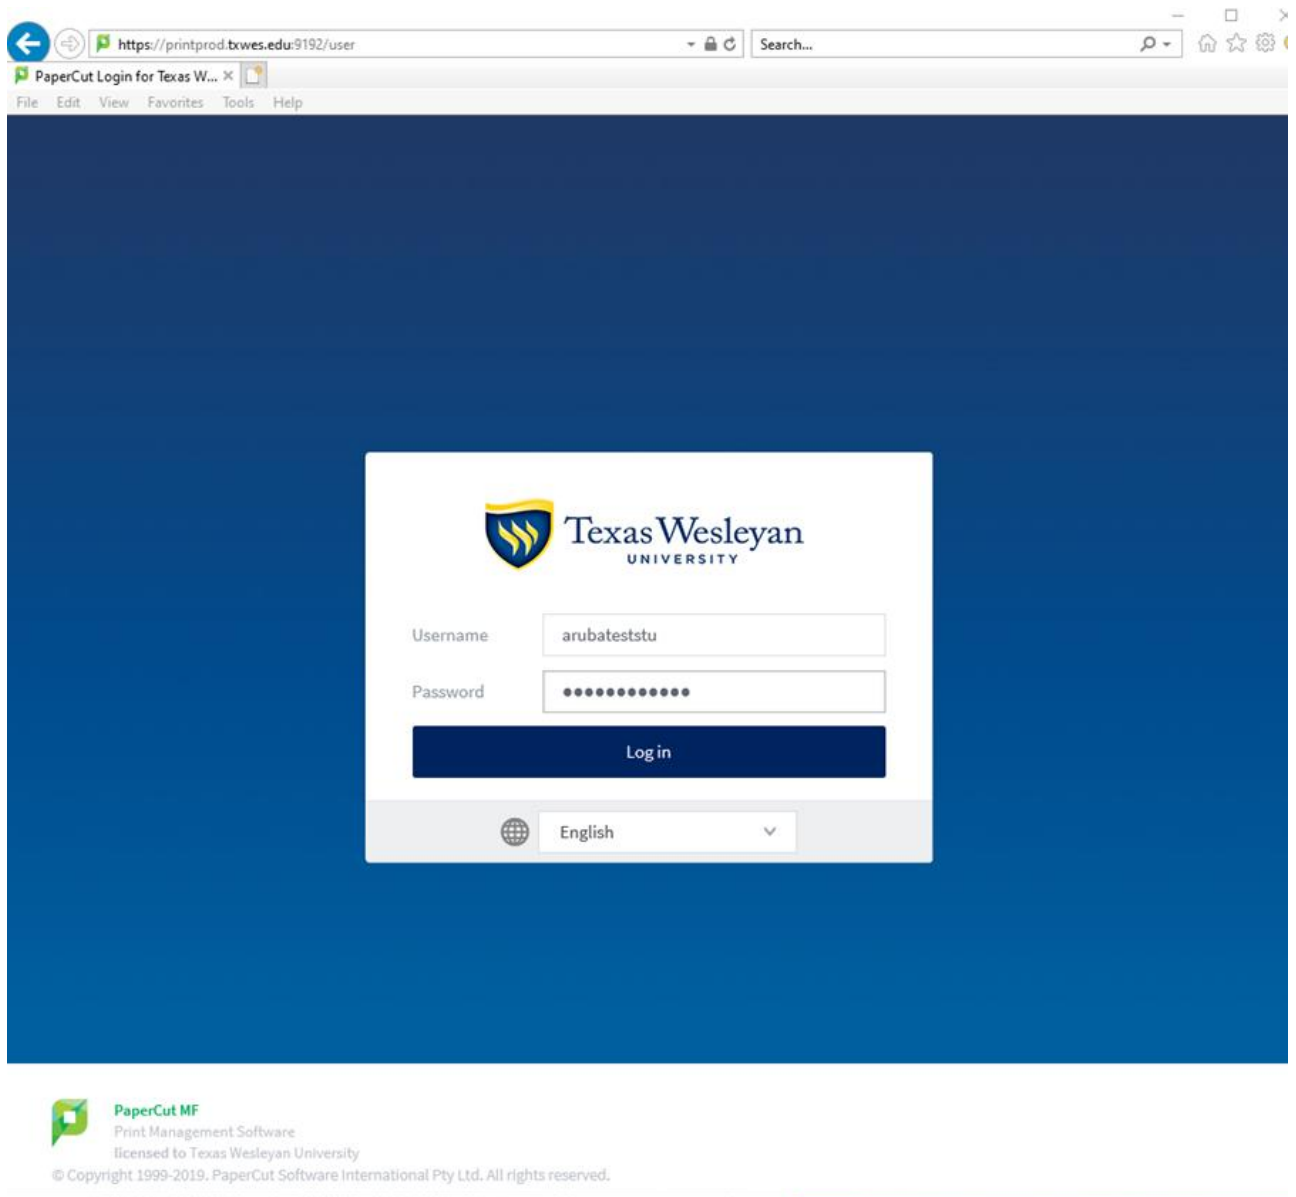 https://printprod.txwes.edu:9192/user
Search...
PaperCut Login for Texas W...
File Edit View Favorites Tools Help
Texas Wesleyan
UNIVERSITY
Username arubateststu
Password ●●●●●●●●●●●●
Log in
English
PaperCut MF
Print Management Software
licensed to Texas Wesleyan University
© Copyright 1999-2019. PaperCut Software International Pty Ltd. All rights reserved.